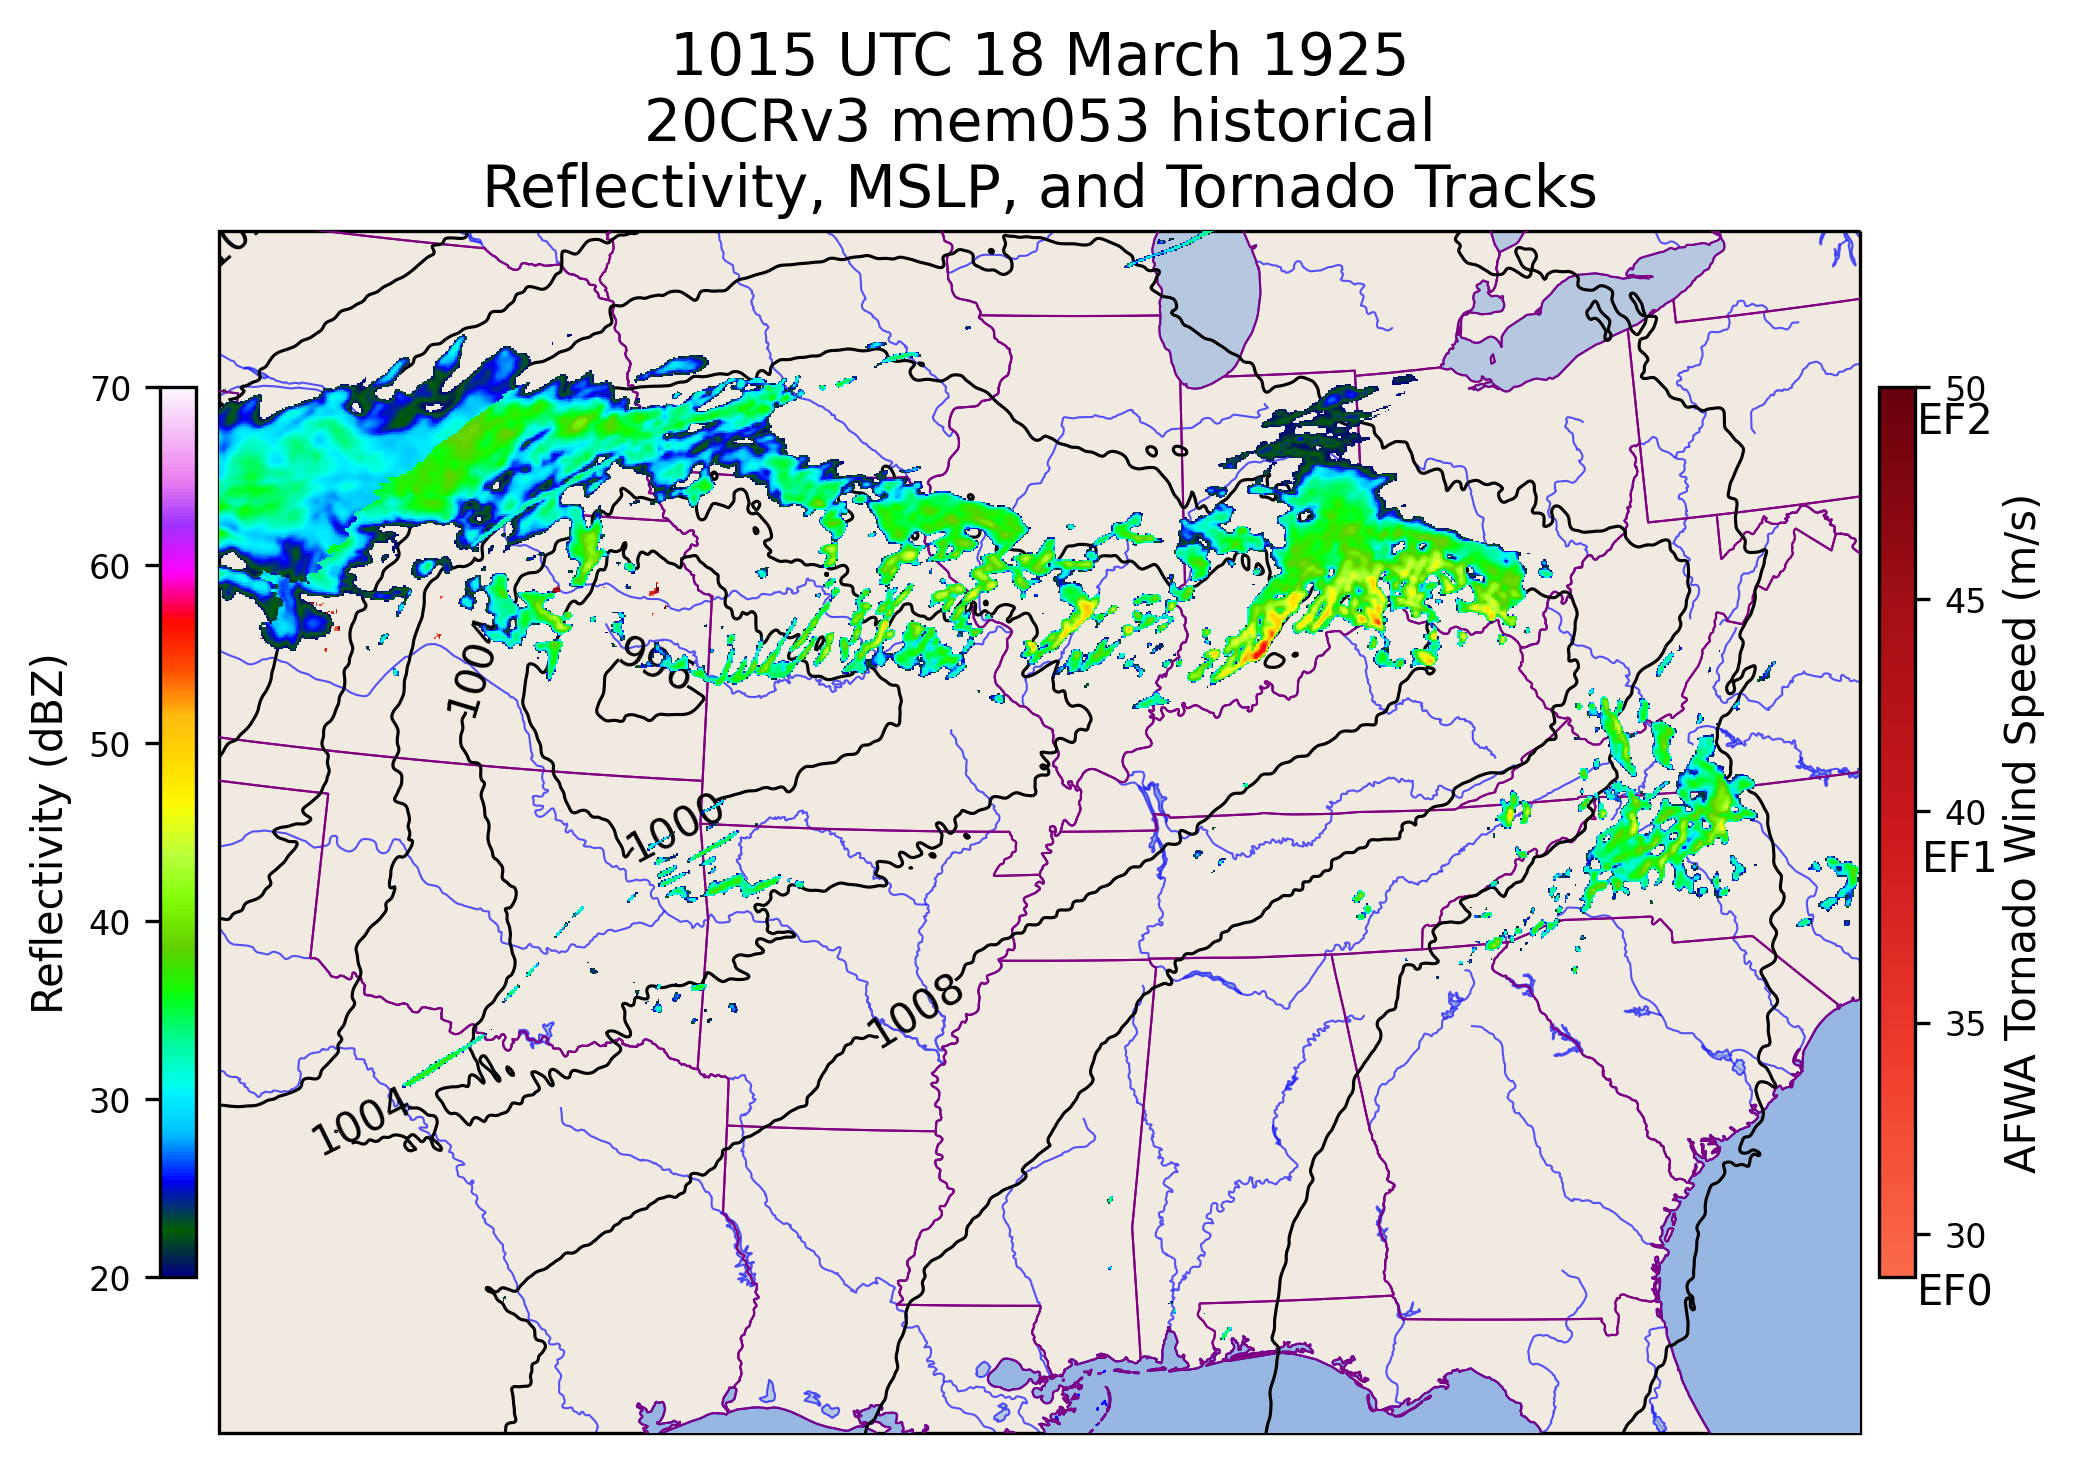 1015 UTC 18 March 1925
20CRv3 mem053 historical
Reflectivity, MSLP, and Tornado Tracks
Reflectivity (dBZ)
70
60
50
40
30
20
1004
996
1000
1008
1004
50
EF2
45
40
EF1
35
30
EF0
AFWA Tornado Wind Speed (m/s)